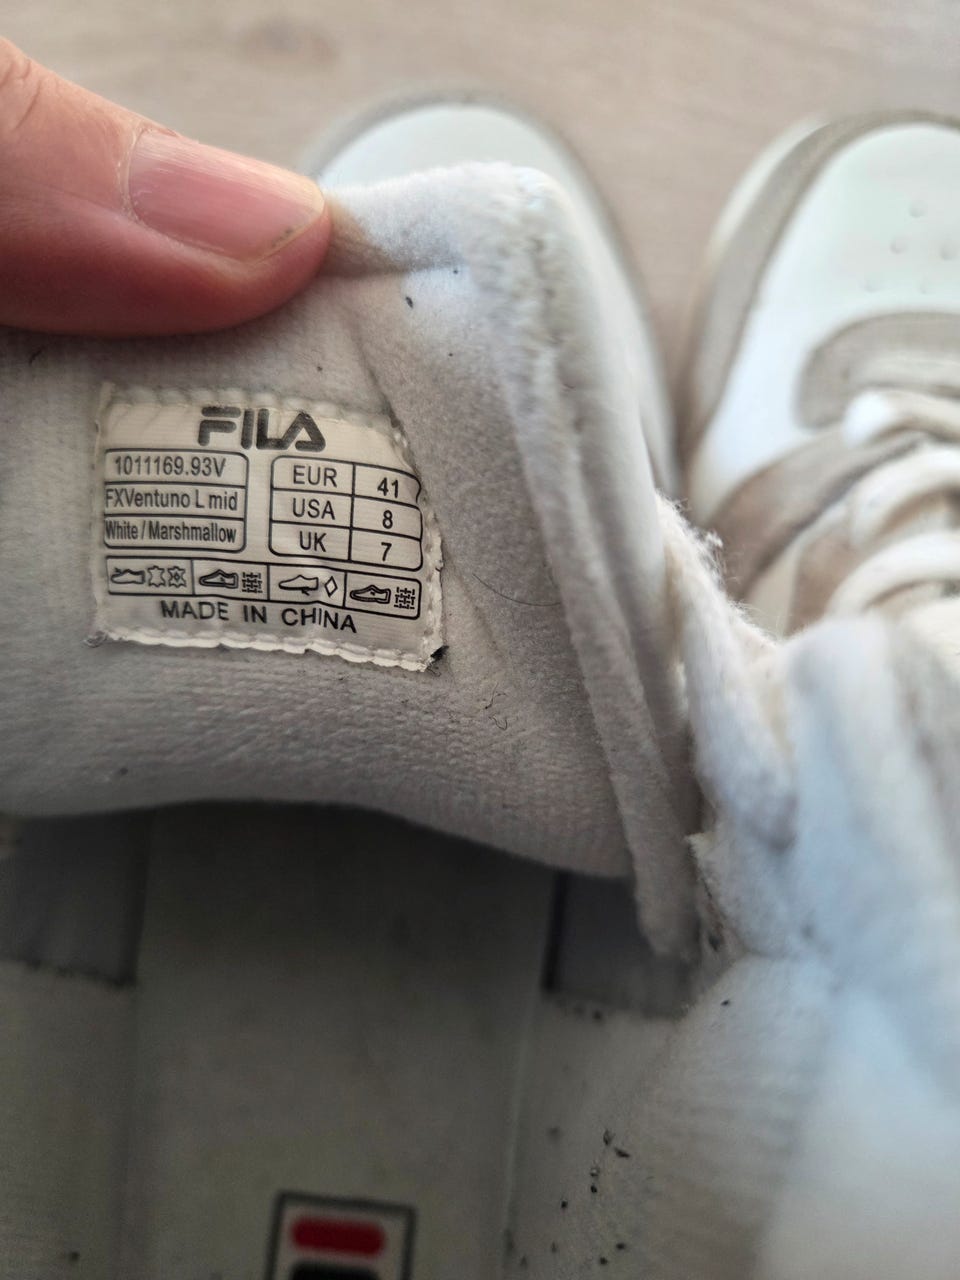 FILA
1011169.93V
FXVentuno L mid
White / Marshmallow
EUR 41
USA 8
UK 7
MADE IN CHINA